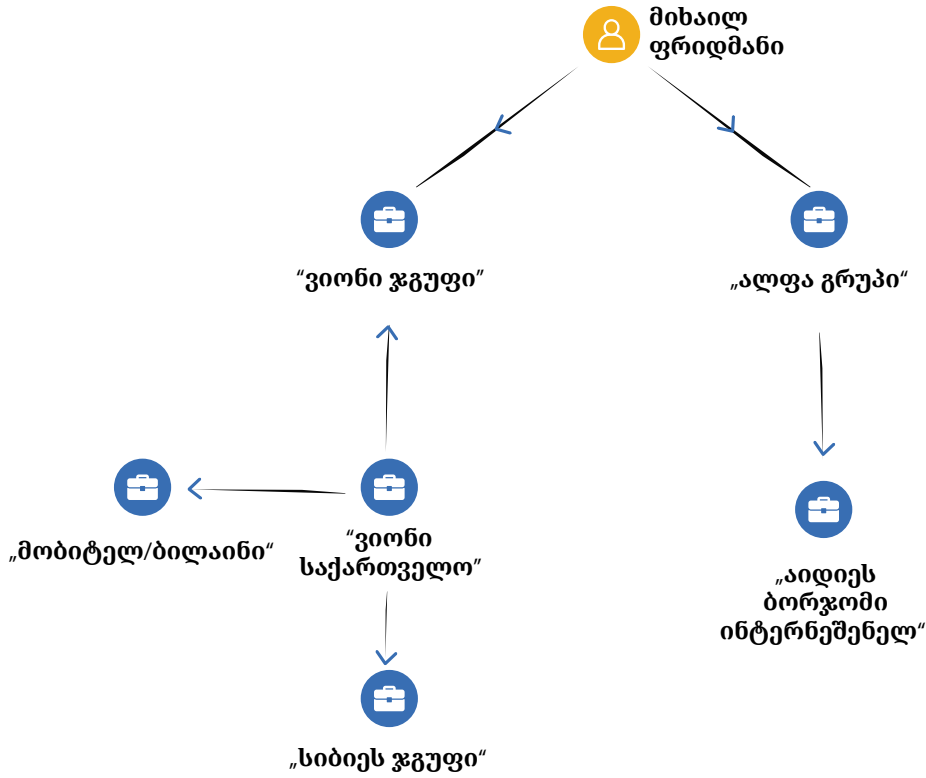 მიხაილ
ფრიდმანი
“ვიონი ჯგუფი”
„ალფა გრუპი“
„მობიტელ/ბილაინი“
“ვიონი
საქართველო”
„აიდიეს
ბორჯომი
ინტერნეშენელ“
„სიბიეს ჯგუფი“